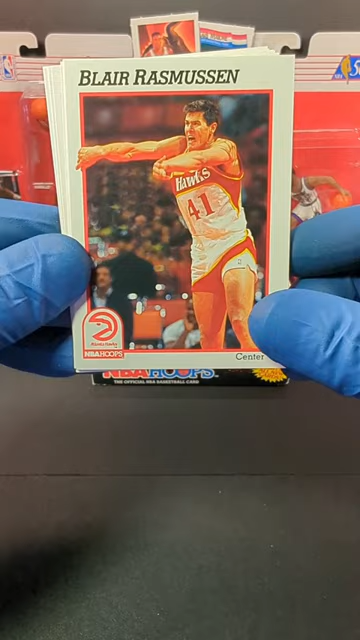 BLAIR RASMUSSEN
HAWKS
41
NBA HOOPS
Center
NBA HOOPS
THE OFFICIAL NBA BASKETBALL CARD